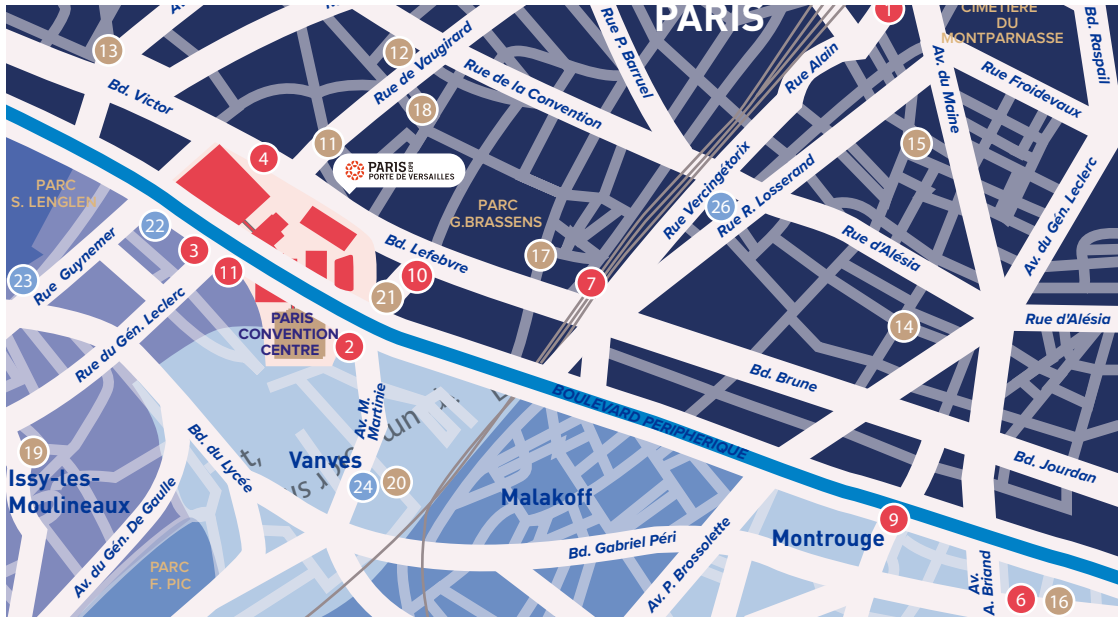 PARIS
1
CIMETIÈRE
DU
MONTPARNASSE
Bd. Raspail
13
12
Rue de Vaugirard
Rue P. Barruel
Rue Alain
Av. du Maine
Rue Froidevaux
Bd. Victor
Rue de la Convention
18
11
4
PARIS EXPO
PORTE DE VERSAILLES
15
PARC
S. LENGLEN
PARC
G.BRASSENS
Rue Vercingétorix
26
Rue R. Losserand
Av. du Gén. Leclerc
22
3
11
Bd. Lefebvre
10
17
7
Rue d'Alésia
23
Rue Guynemer
21
Rue du Gén. Leclerc
PARIS
CONVENTION
CENTRE
2
14
Rue d'Alésia
Av. M.
Martinie
BOULEVARD PÉRIPHERIQUE
Bd. Brune
19
Issy-les-
Moulineaux
Bd. du Lycée
Vanves
24
20
Malakoff
Bd. Jourdan
Av. du Gén. De Gaulle
Bd. Gabriel Péri
Av. P. Brossolette
Montrouge
9
PARC
F. PIC
Av.
A. Briand
6
16